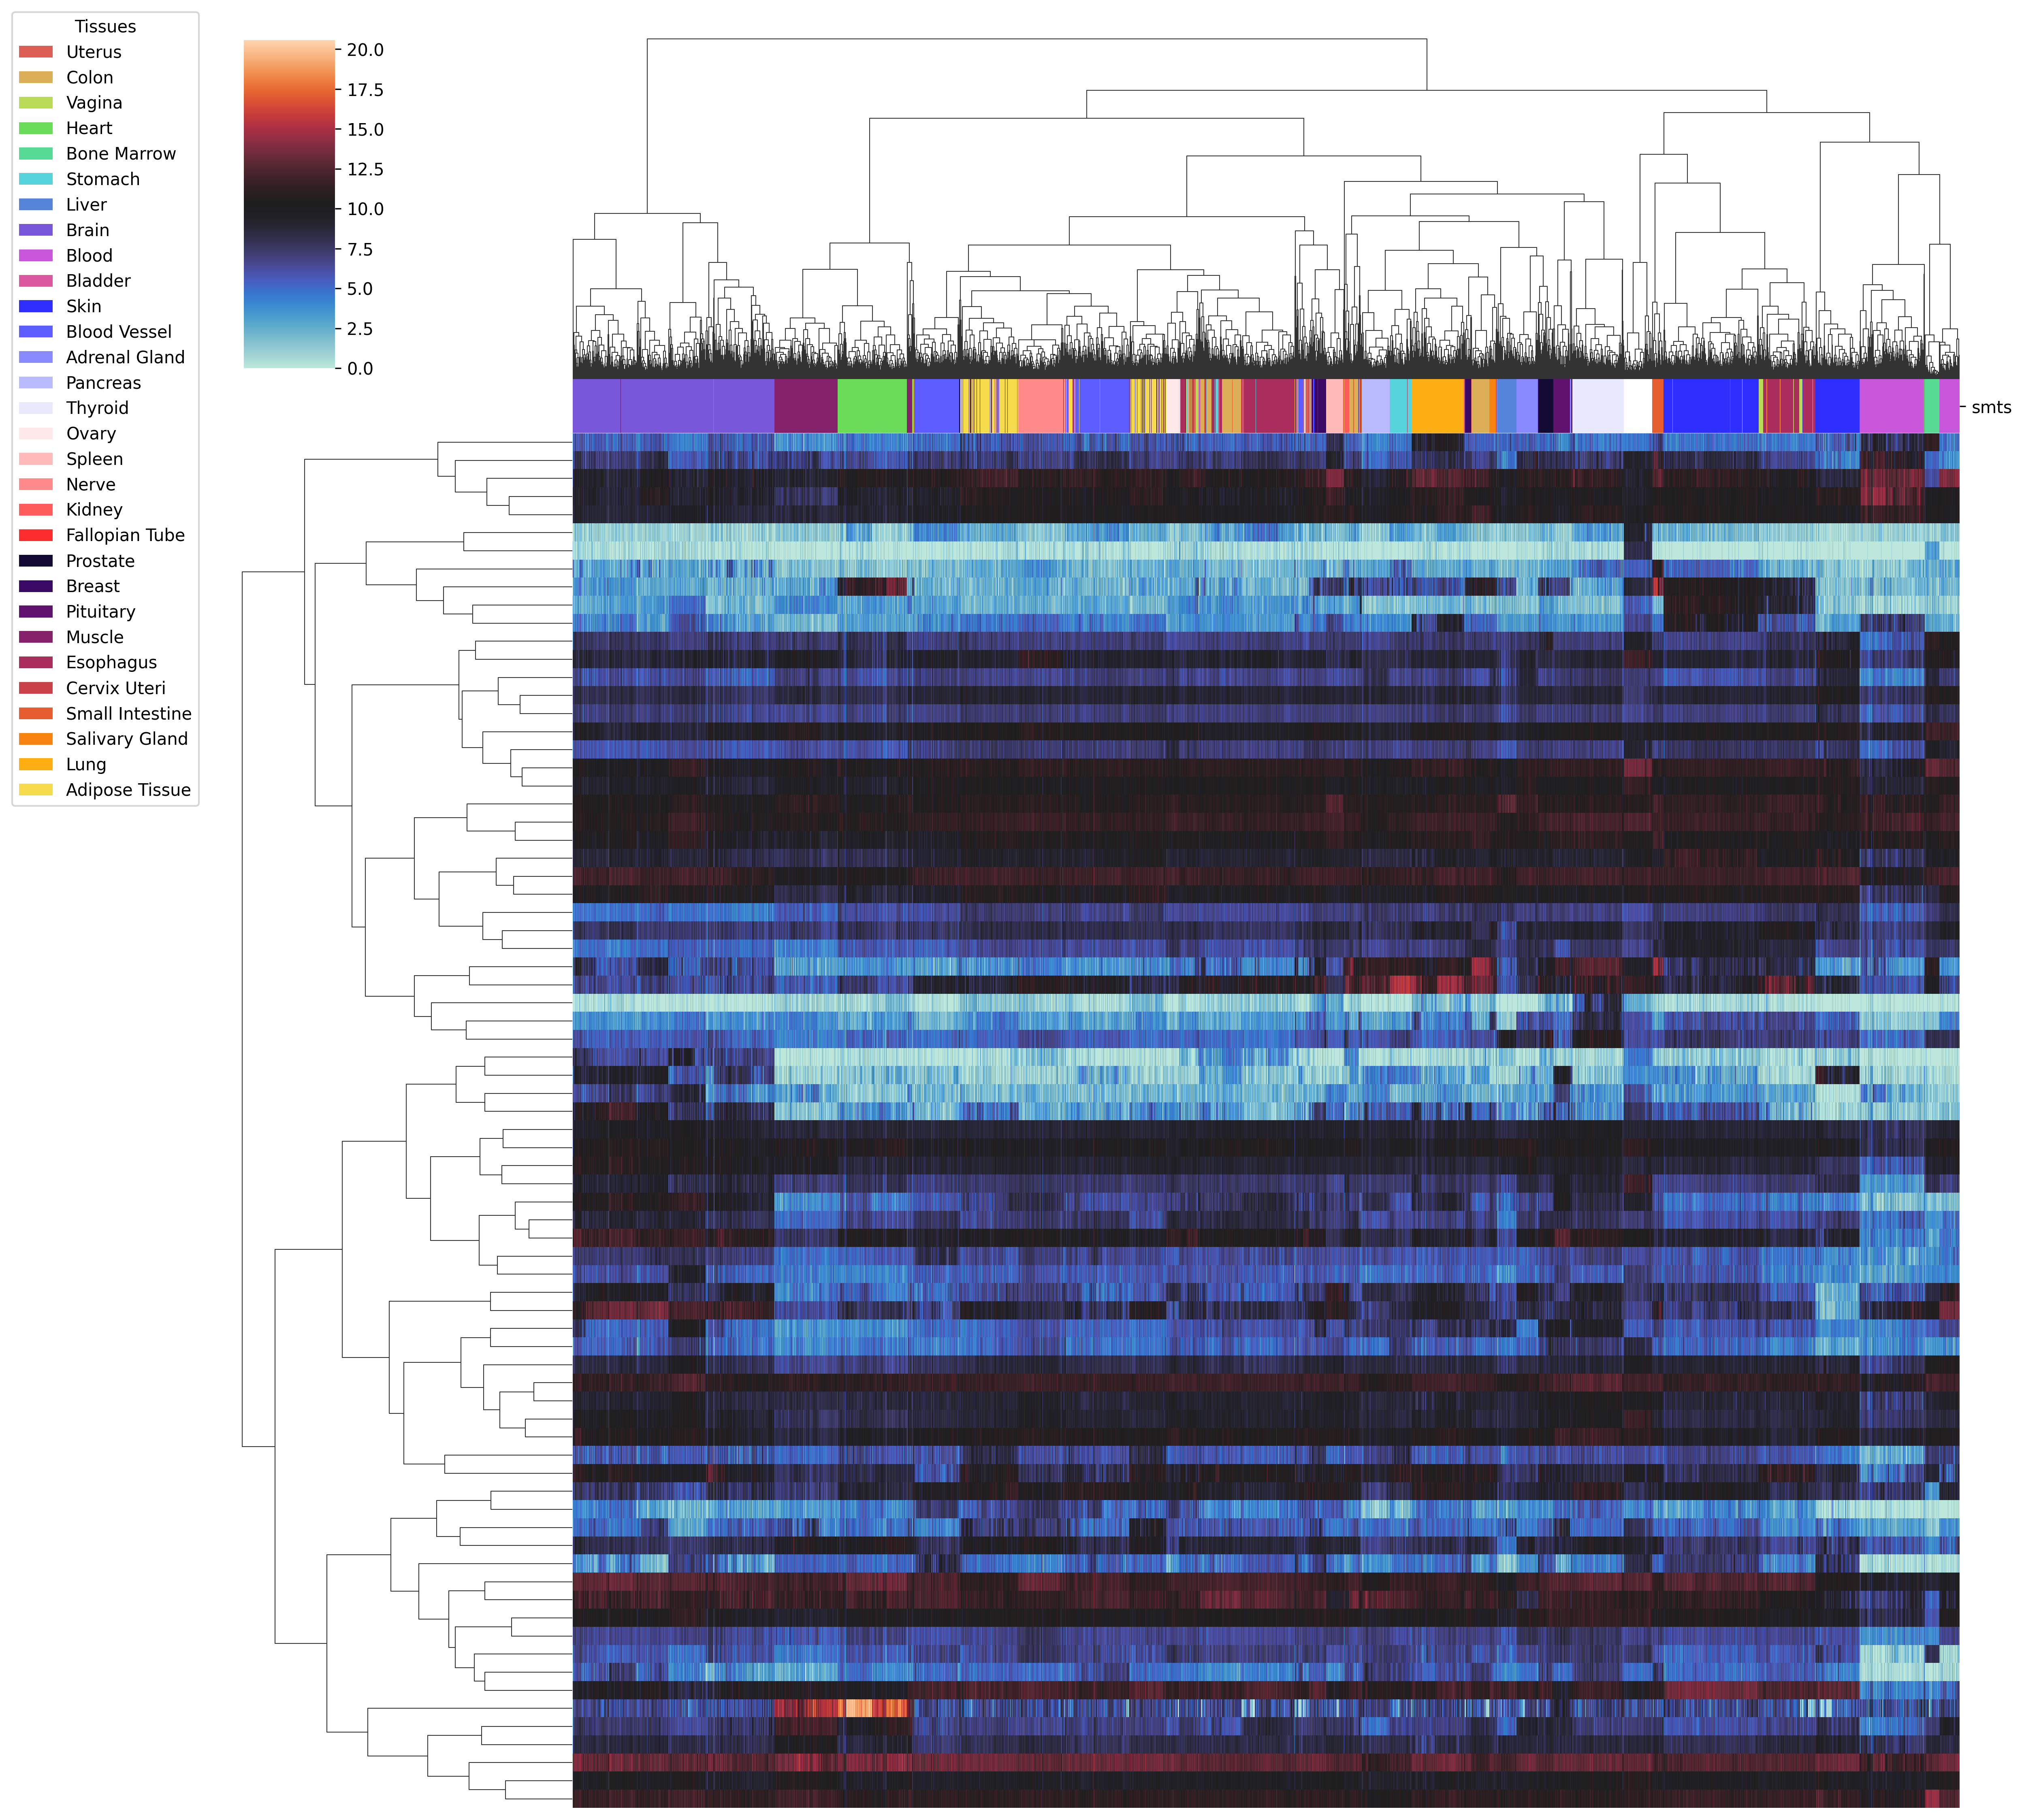 Tissues
Uterus
Colon
Vagina
Heart
Bone Marrow
Stomach
Liver
Brain
Blood
Bladder
Skin
Blood Vessel
Adrenal Gland
Pancreas
Thyroid
Ovary
Spleen
Nerve
Kidney
Fallopian Tube
Prostate
Breast
Pituitary
Muscle
Esophagus
Cervix Uteri
Small Intestine
Salivary Gland
Lung
Adipose Tissue
20.0
17.5
15.0
12.5
10.0
7.5
5.0
2.5
0.0
smts